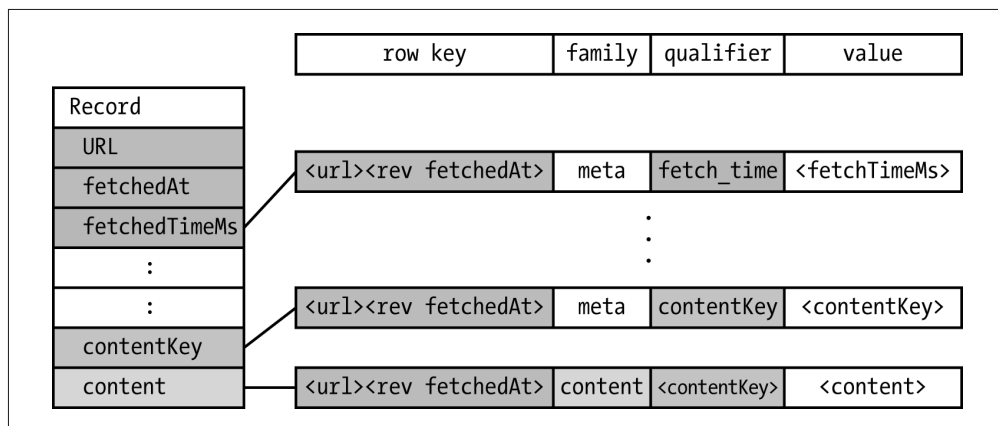 row key family qualifier value
Record
URL
fetchedAt
fetchedTimeMs
:
:
contentKey
content
<url><rev fetchedAt> meta fetch_time <fetchTimeMs>
.
.
.
<url><rev fetchedAt> meta contentKey <contentKey>
<url><rev fetchedAt> content <contentKey> <content>